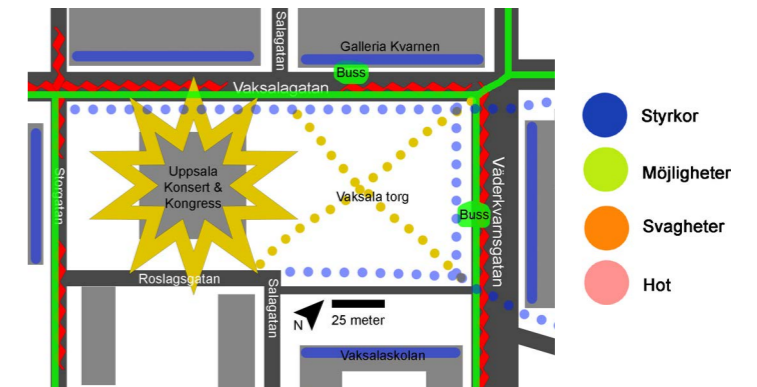 Salagatan
Galleria Kvarnen
Buss
Vaksalagatan
Storgatan
Uppsala
Konsert &
Kongress
Vaksala torg
Buss
Väderkvarnsgatan
Roslagsgatan
Salagatan
N
25 meter
Vaksalaskolan
Styrkor
Möjligheter
Svagheter
Hot